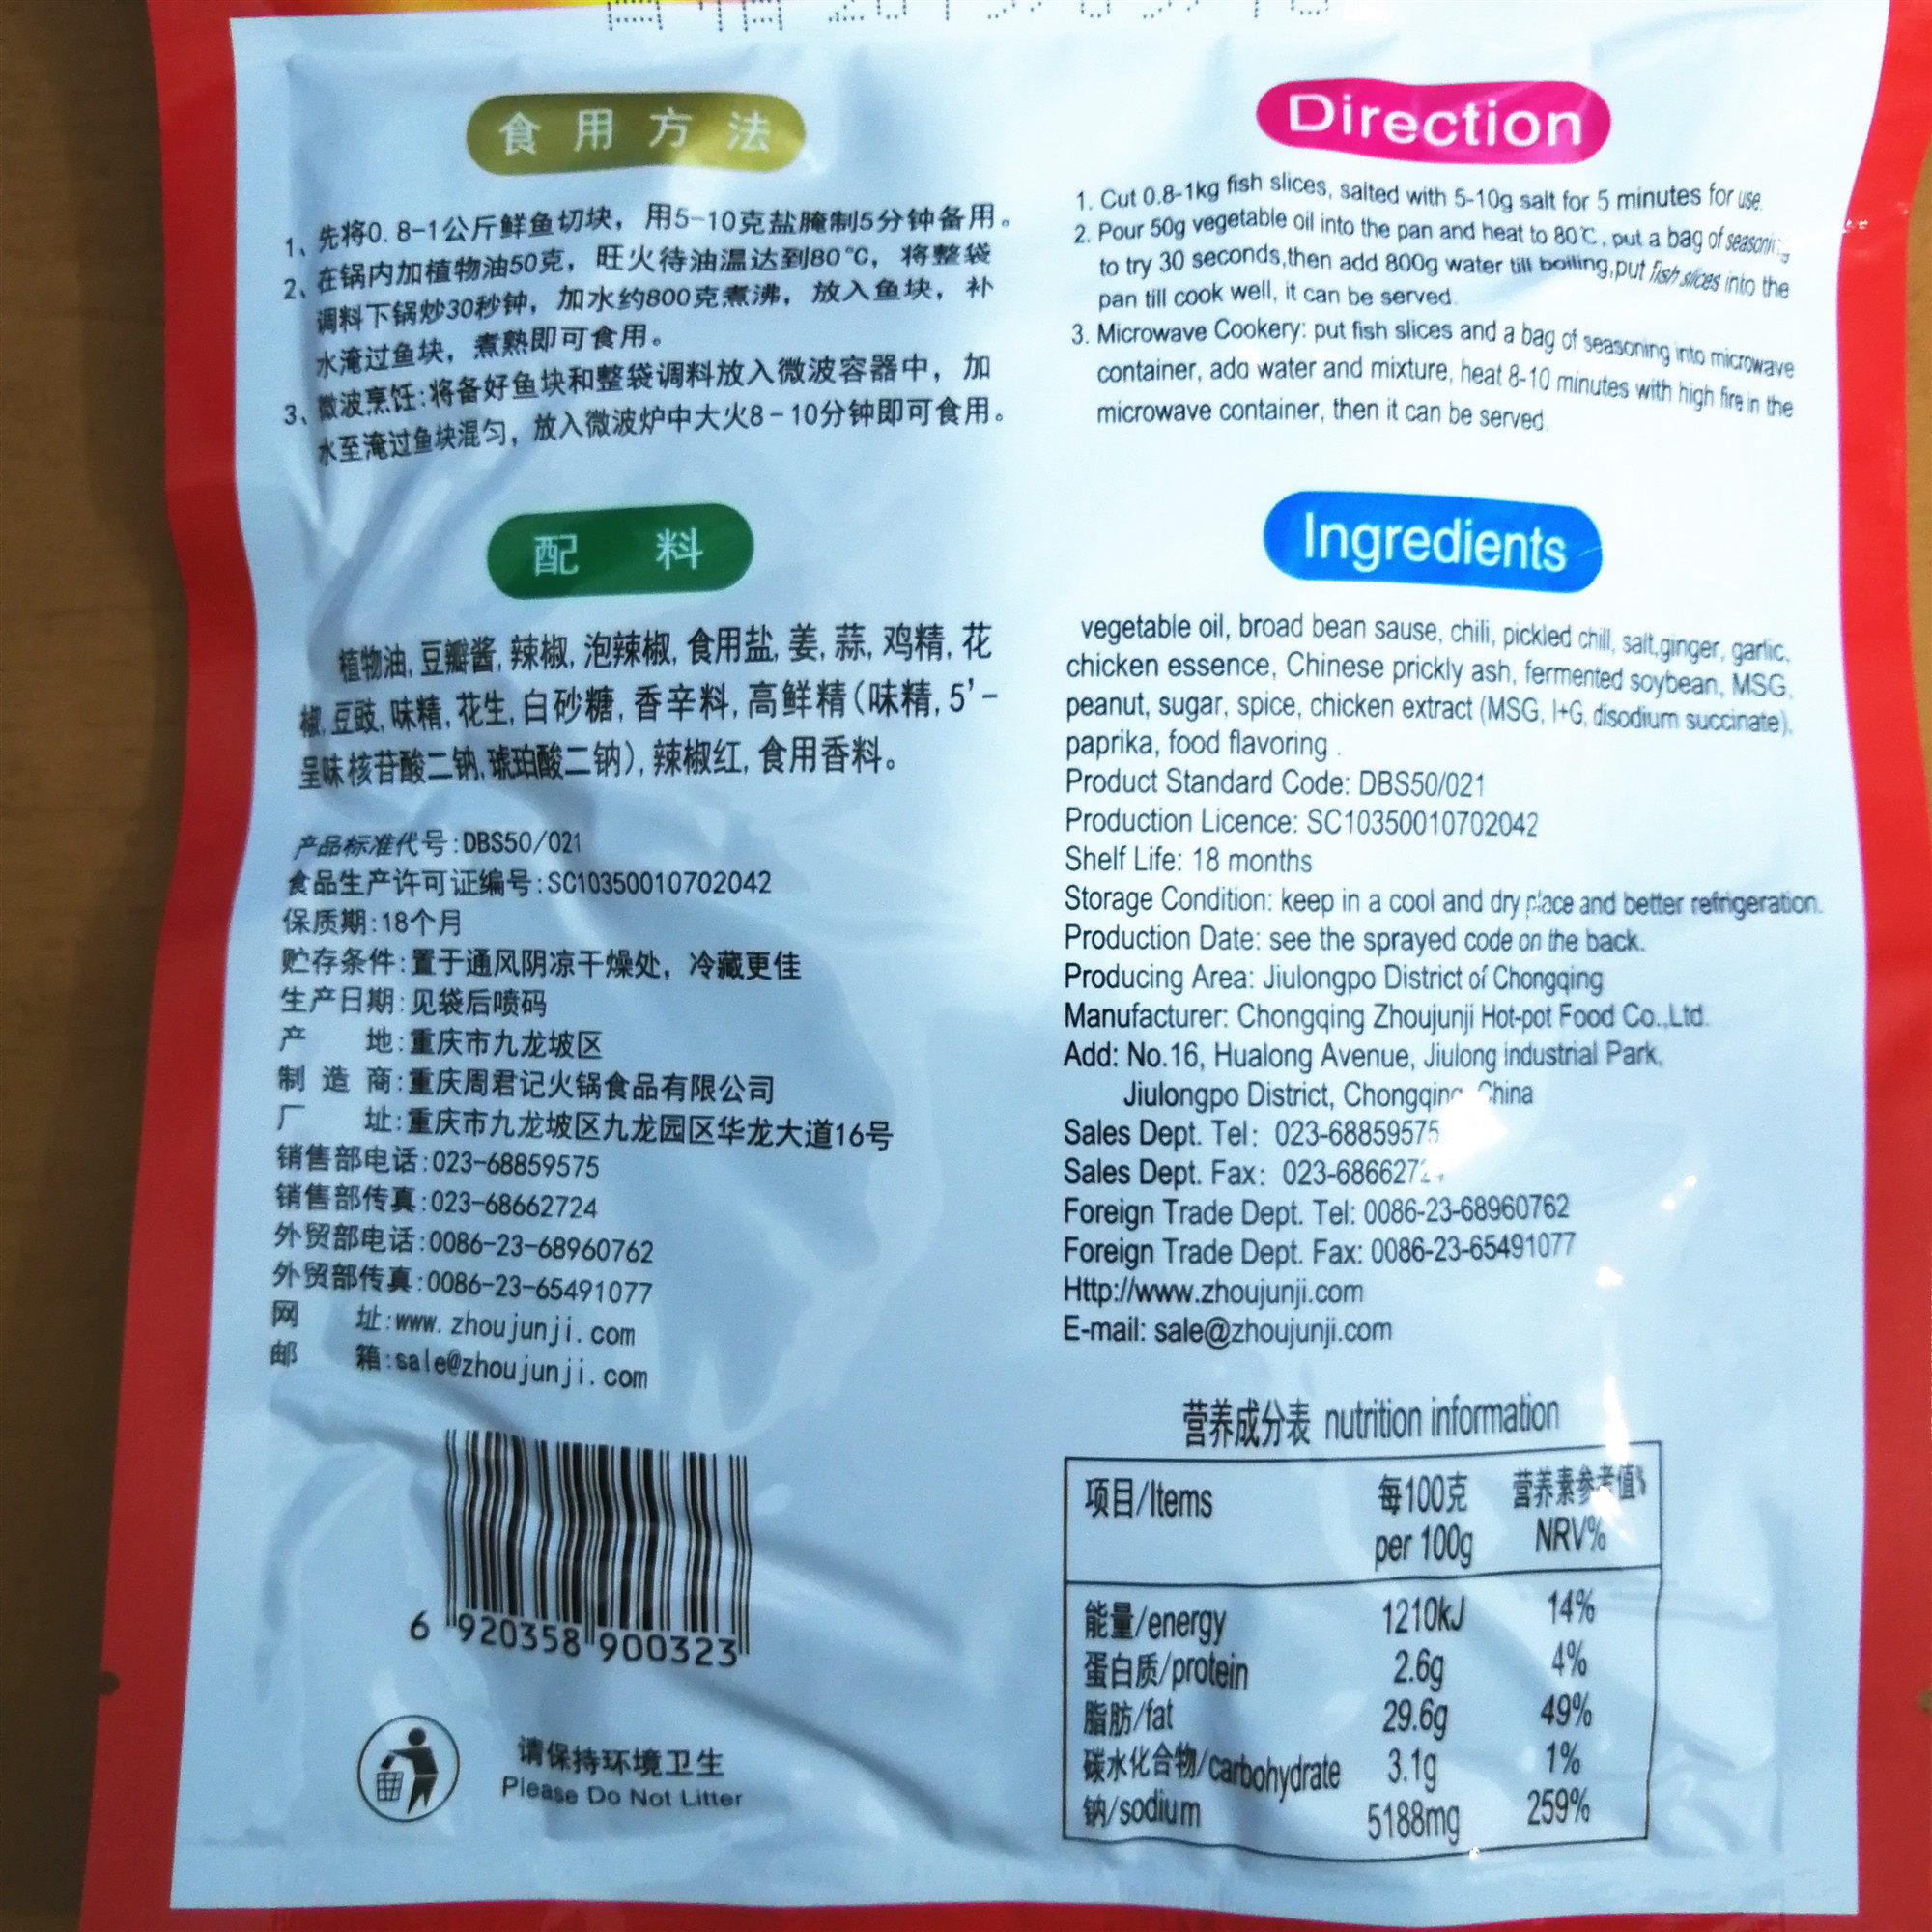 食用方法
1、先将0.8-1公斤鲜鱼切块，用5-10克盐腌制5分钟备用。
2、在锅内加植物油50克，旺火待油温达到80℃，将整袋
调料下锅炒30秒钟，加水约800克煮沸，放入鱼块，补
水淹过鱼块，煮熟即可食用。
3、微波烹饪:将备好鱼块和整袋调料放入微波容器中，加
水至淹过鱼块混匀，放入微波炉中大火8-10分钟即可食用。
配料
植物油,豆瓣酱,辣椒,泡辣椒,食用盐,姜,蒜,鸡精,花
椒,豆豉,味精,花生,白砂糖,香辛料,高鲜精(味精,5'-
呈味核苷酸二钠,琥珀酸二钠),辣椒红,食用香料。
产品标准代号:DBS50/021
食品生产许可证编号:SC10350010702042
保质期:18个月
贮存条件:置于通风阴凉干燥处，冷藏更佳
生产日期:见袋后喷码
产 地:重庆市九龙坡区
制造商:重庆周君记火锅食品有限公司
厂 址:重庆市九龙坡区九龙园区华龙大道16号
销售部电话:023-68859575
销售部传真:023-68662724
外贸部电话:0086-23-68960762
外贸部传真:0086-23-65491077
网 址:www.zhoujunji.com
邮 箱:sale@zhoujunji.com
6 920358 900323
请保持环境卫生
Please Do Not Litter
Direction
1. Cut 0.8-1kg fish slices, salted with 5-10g salt for 5 minutes for use.
2. Pour 50g vegetable oil into the pan and heat to 80℃, put a bag of seasoning
to try 30 seconds,then add 800g water till boiling,put fish slices into the
pan till cook well, it can be served.
3. Microwave Cookery: put fish slices and a bag of seasoning into microwave
container, add water and mixture, heat 8-10 minutes with high fire in the
microwave container, then it can be served.
Ingredients
vegetable oil, broad bean sause, chili, pickled chill, salt,ginger, garlic,
chicken essence, Chinese prickly ash, fermented soybean, MSG,
peanut, sugar, spice, chicken extract (MSG, I+G, disodium succinate),
paprika, food flavoring .
Product Standard Code: DBS50/021
Production Licence: SC10350010702042
Shelf Life: 18 months
Storage Condition: keep in a cool and dry place and better refrigeration.
Production Date: see the sprayed code on the back.
Producing Area: Jiulongpo District of Chongqing
Manufacturer: Chongqing Zhoujunji Hot-pot Food Co.,Ltd.
Add: No.16, Hualong Avenue, Jiulong industrial Park,
Jiulongpo District, Chongqing China
Sales Dept. Tel: 023-68859575
Sales Dept. Fax: 023-68662724
Foreign Trade Dept. Tel: 0086-23-68960762
Foreign Trade Dept. Fax: 0086-23-65491077
Http://www.zhoujunji.com
E-mail: sale@zhoujunji.com
营养成分表 nutrition information
项目/Items 每100克 营养素参考值%
per 100g NRV%
能量/energy 1210kJ 14%
蛋白质/protein 2.6g 4%
脂肪/fat 29.6g 49%
碳水化合物/carbohydrate 3.1g 1%
钠/sodium 5188mg 259%